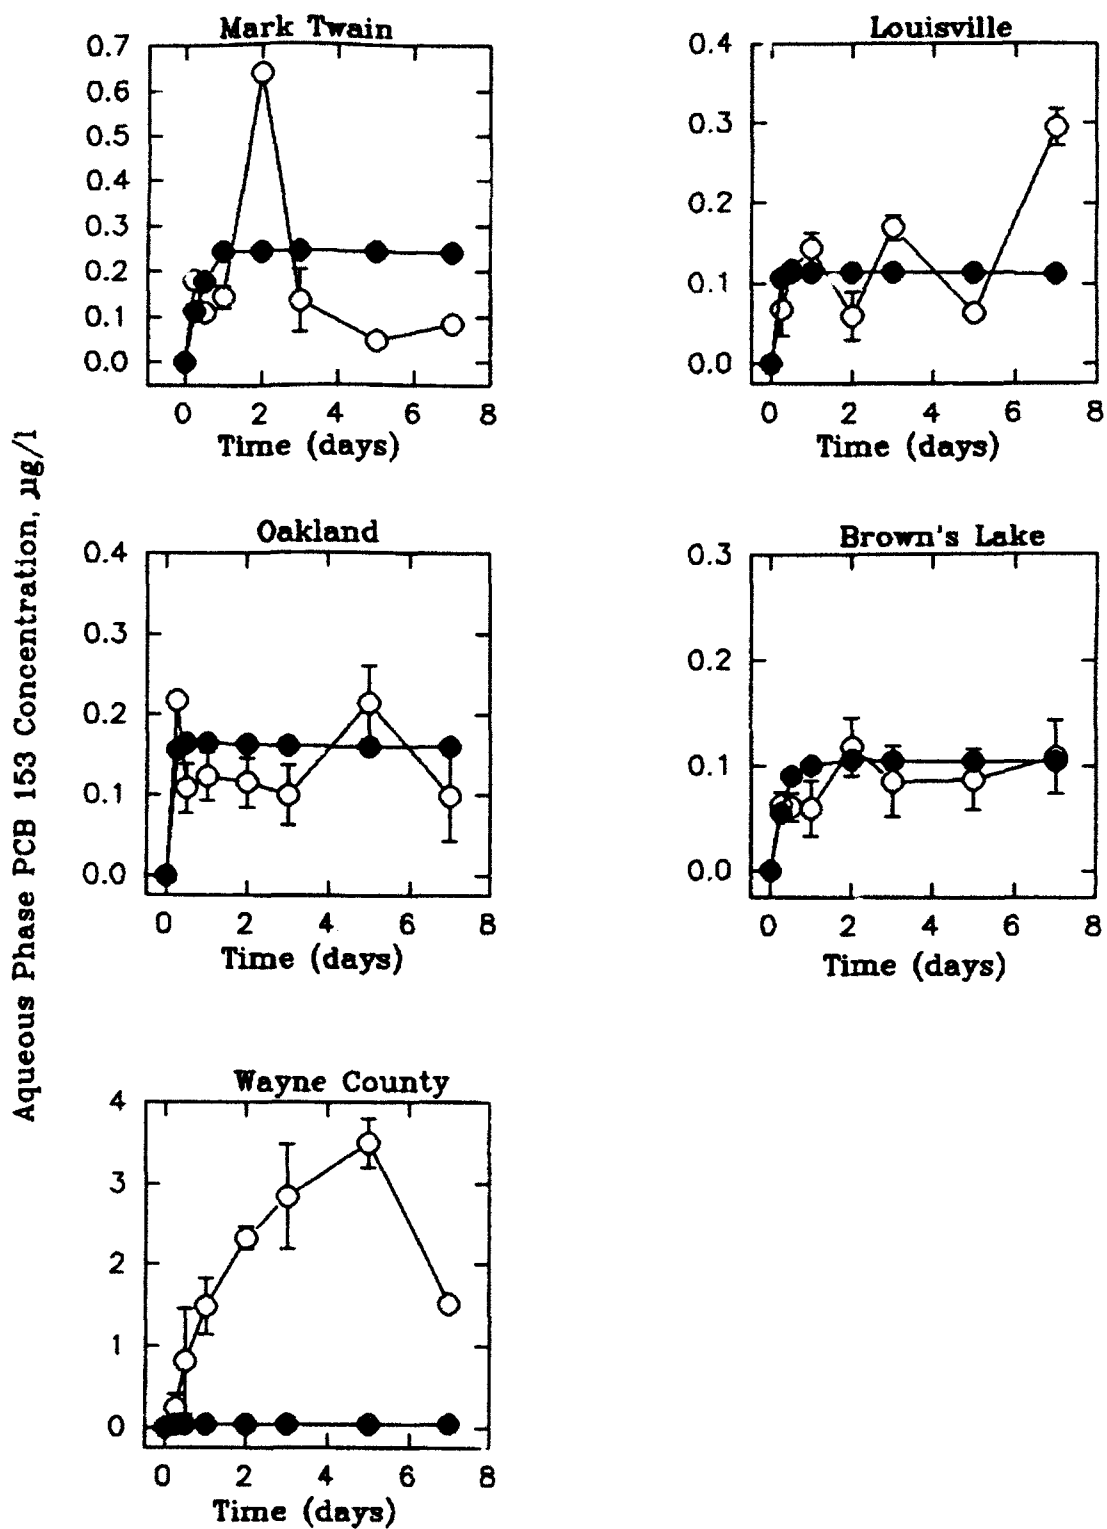 Aqueous Phase PCB 153 Concentration, µg/l
Mark Twain
0.7
0.6
0.5
0.4
0.3
0.2
0.1
0.0
0 2 4 6 8
Time (days)
Louisville
0.4
0.3
0.2
0.1
0.0
0 2 4 6 8
Time (days)
Oakland
0.4
0.3
0.2
0.1
0.0
0 2 4 6 8
Time (days)
Brown's Lake
0.3
0.2
0.1
0.0
0 2 4 6 8
Time (days)
Wayne County
4
3
2
1
0
0 2 4 6 8
Time (days)